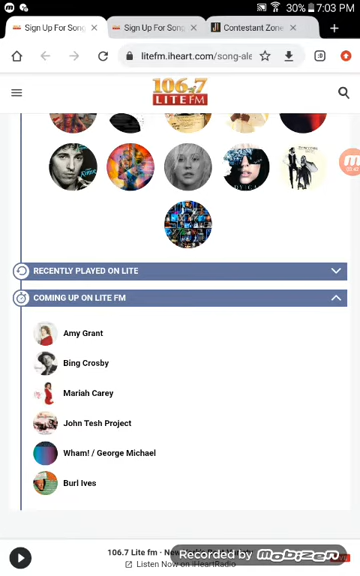 30% 7:03 PM
Sign Up For Song
Sign Up For Song
Contestant Zone
litefm.iheart.com/song-ale
106.7
LITE FM
RECENTLY PLAYED ON LITE
COMING UP ON LITE FM
Amy Grant
Bing Crosby
Mariah Carey
John Tesh Project
Wham! / George Michael
Burl Ives
106.7 Lite fm ·
Listen Now on iHeartRadio
Recorded by mobizen